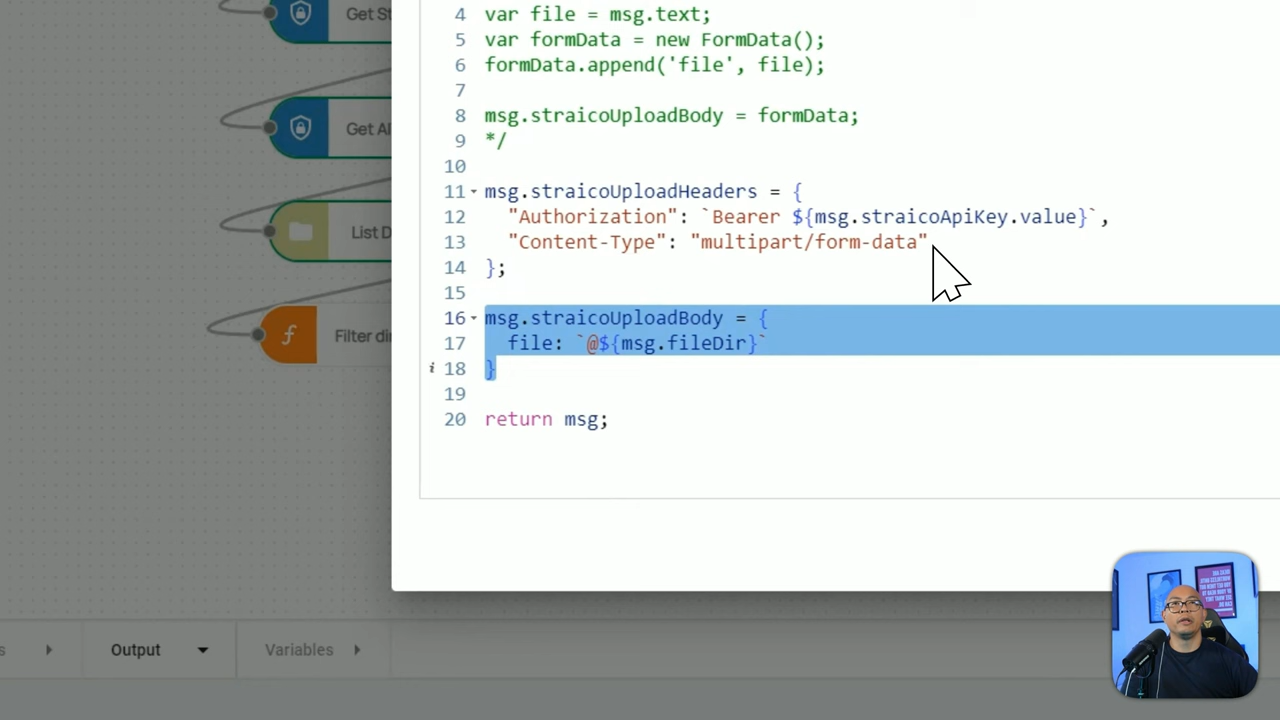 Get St
Get AI
List D
Filter dir
4 var file = msg.text;
5 var formData = new FormData();
6 formData.append('file', file);
7
8 msg.straicoUploadBody = formData;
9 */
10
11 msg.straicoUploadHeaders = {
12 "Authorization": `Bearer ${msg.straicoApiKey.value}`,
13 "Content-Type": "multipart/form-data"
14 };
15
16 msg.straicoUploadBody = {
17 file: `@${msg.fileDir}`
18 }
19
20 return msg;
s
Output
Variables